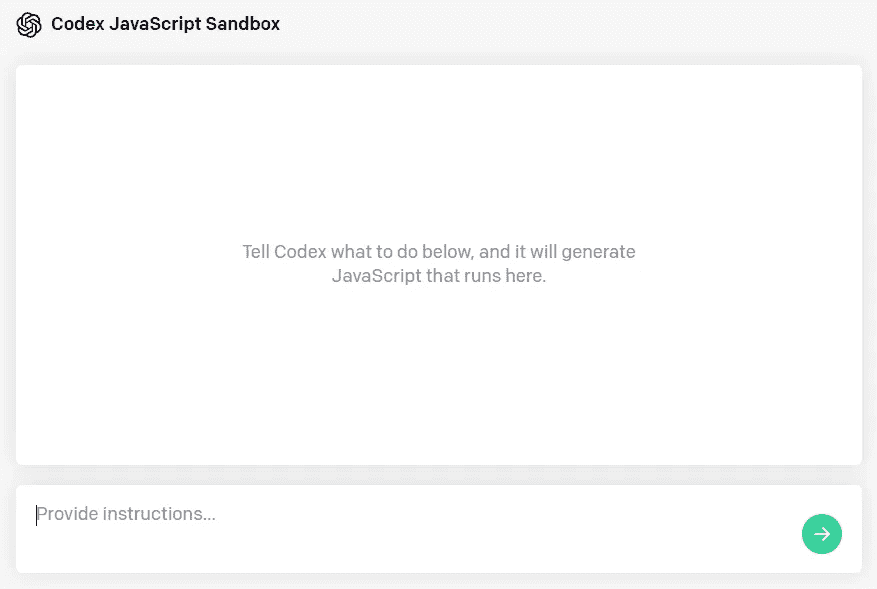 Codex JavaScript Sandbox
Tell Codex what to do below, and it will generate
JavaScript that runs here.
Provide instructions...